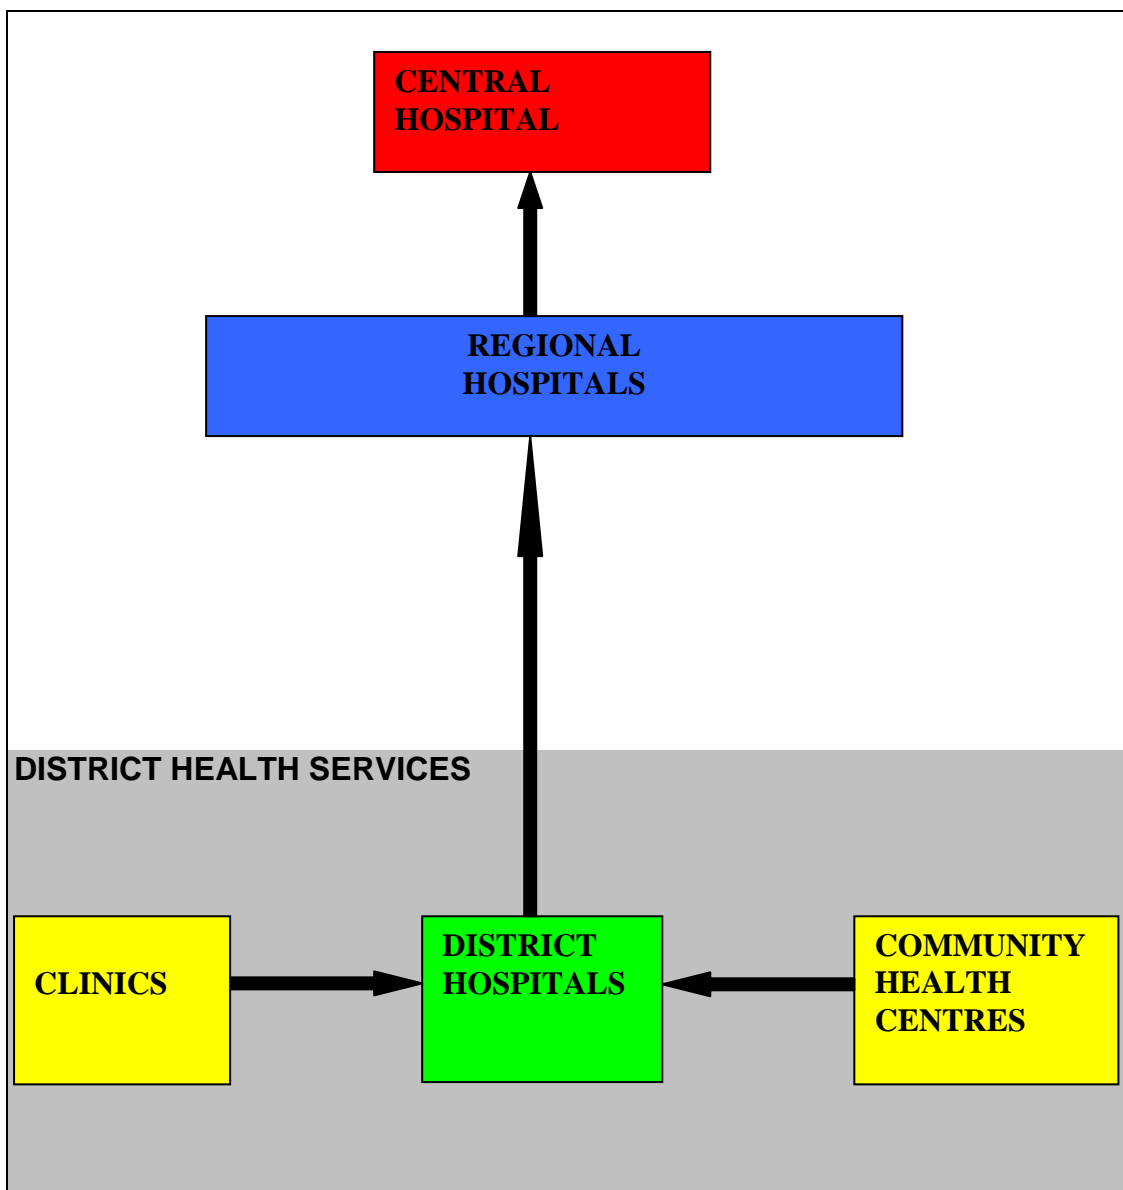 CENTRAL
HOSPITAL
REGIONAL
HOSPITALS
DISTRICT HEALTH SERVICES
CLINICS
DISTRICT
HOSPITALS
COMMUNITY
HEALTH
CENTRES